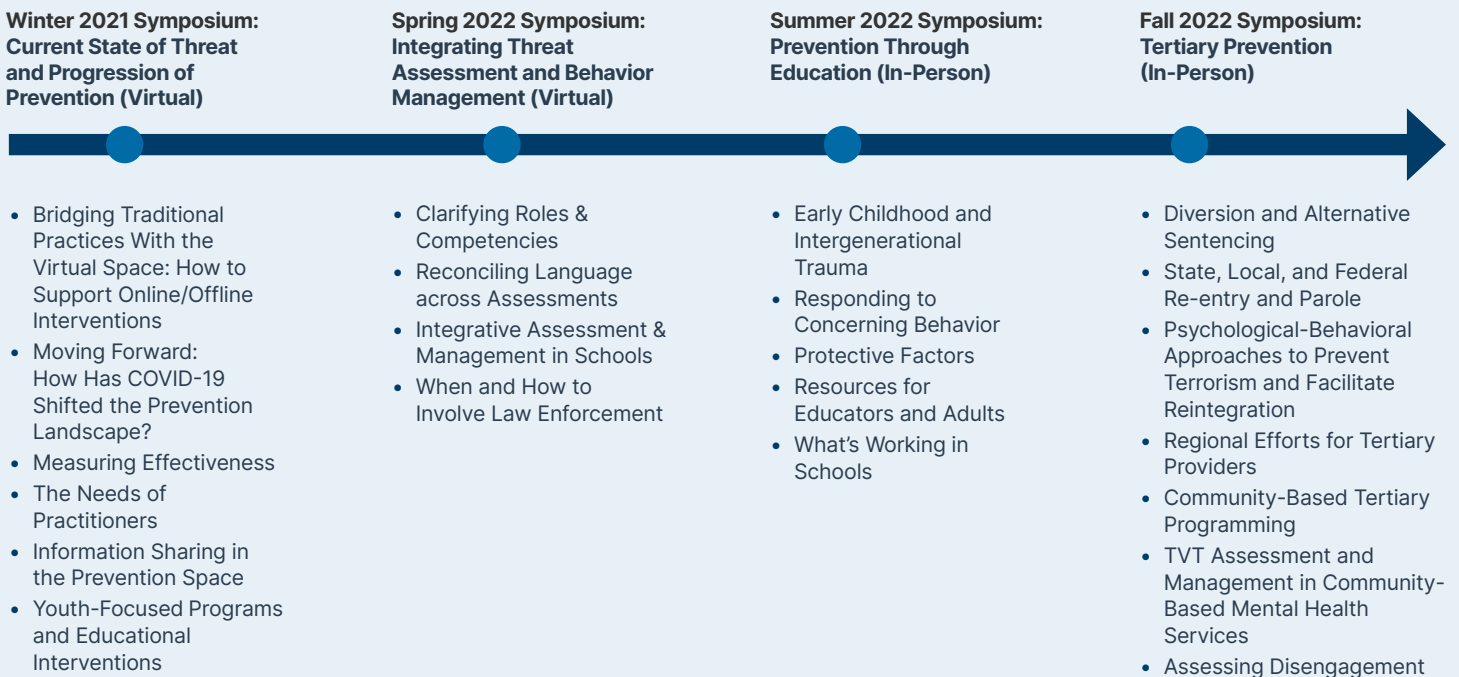 Winter 2021 Symposium:
Current State of Threat
and Progression of
Prevention (Virtual)
Spring 2022 Symposium:
Integrating Threat
Assessment and Behavior
Management (Virtual)
Summer 2022 Symposium:
Prevention Through
Education (In-Person)
Fall 2022 Symposium:
Tertiary Prevention
(In-Person)
• Bridging Traditional
Practices With the
Virtual Space: How to
Support Online/Offline
Interventions
• Moving Forward:
How Has COVID-19
Shifted the Prevention
Landscape?
• Measuring Effectiveness
• The Needs of
Practitioners
• Information Sharing in
the Prevention Space
• Youth-Focused Programs
and Educational
Interventions
• Clarifying Roles &
Competencies
• Reconciling Language
across Assessments
• Integrative Assessment &
Management in Schools
• When and How to
Involve Law Enforcement
• Early Childhood and
Intergenerational
Trauma
• Responding to
Concerning Behavior
• Protective Factors
• Resources for
Educators and Adults
• What's Working in
Schools
• Diversion and Alternative
Sentencing
• State, Local, and Federal
Re-entry and Parole
• Psychological-Behavioral
Approaches to Prevent
Terrorism and Facilitate
Reintegration
• Regional Efforts for Tertiary
Providers
• Community-Based Tertiary
Programming
• TVT Assessment and
Management in Community-
Based Mental Health
Services
• Assessing Disengagement